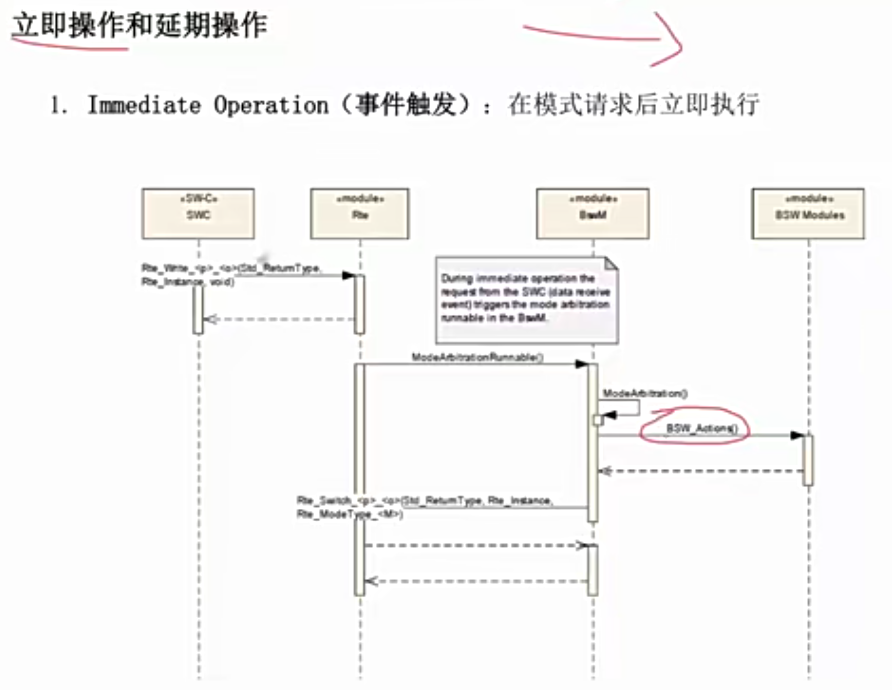 立即操作和延期操作
1. Immediate Operation（事件触发）：在模式请求后立即执行
«SW-C»
SWC
«module»
Rte
«module»
BswM
«module»
BSW Modules
Rte_Write_<p>_<o>(Std_ReturnType,
Rte_Instance, void)
During immediate operation the
request from the SWC (data receive
event) triggers the mode arbitration
runnable in the BswM.
ModeArbitrationRunnable()
ModeArbitration()
BSW_Actions()
Rte_Switch_<p>_<o>(Std_ReturnType, Rte_Instance,
Rte_ModeType_<M>)